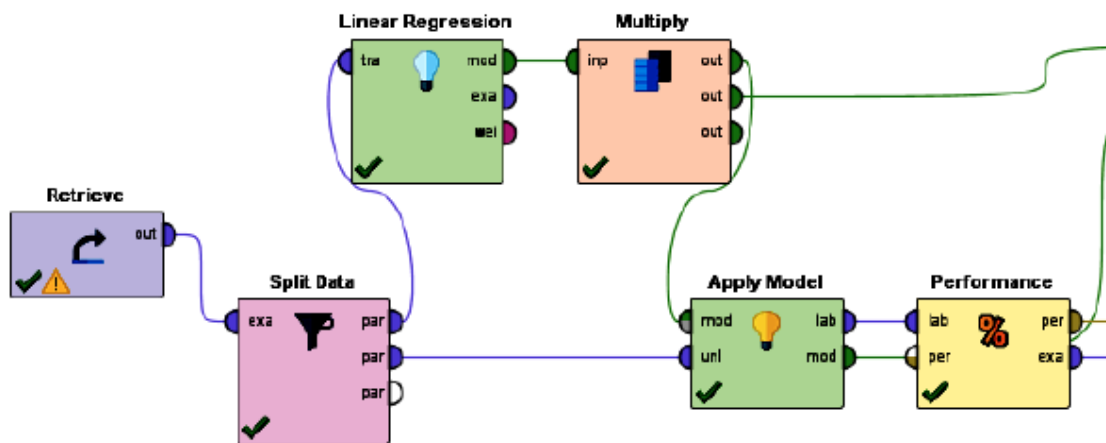 Linear Regression
tra
mod
exa
wei
Multiply
inp
out
out
out
Retrieve
out
Split Data
exa
par
par
par
Apply Model
mod
unl
lab
mod
Performance
lab
per
%
per
exa